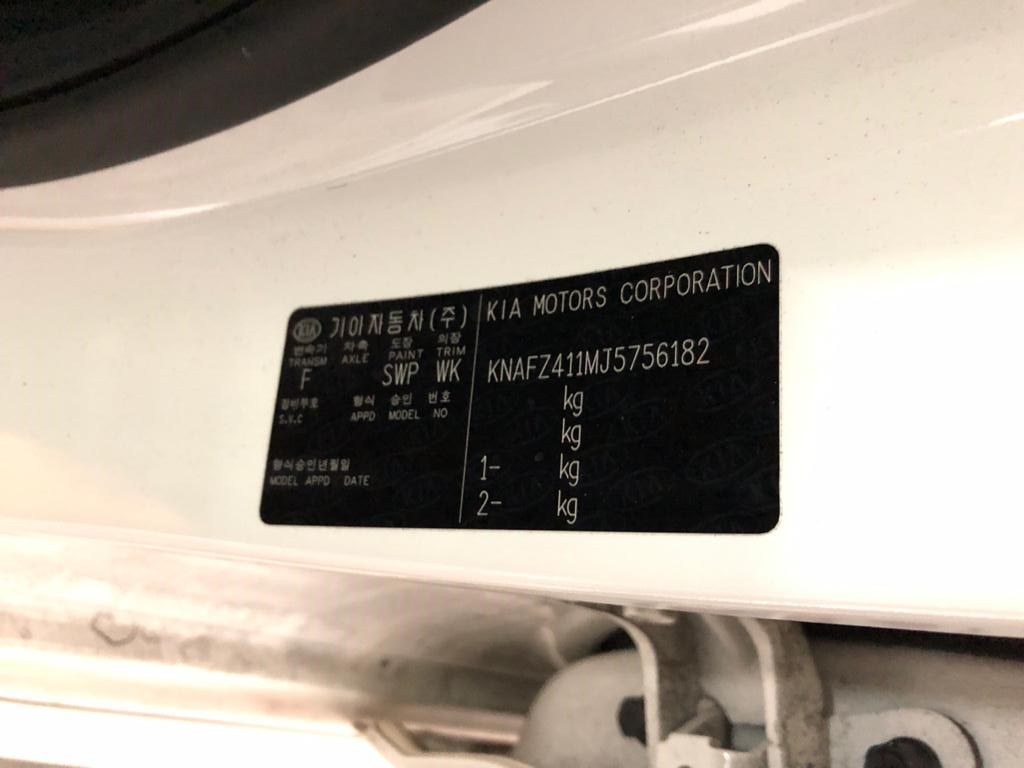 KIA 기아자동차(주)
변속기 차축 도장 의장
TRANSM AXLE PAINT TRIM
F SWP WK
장비부호 형식 승인 번호
S.V.C APPD MODEL NO
형식승인년월일
MODEL APPD DATE
KIA MOTORS CORPORATION
KNAFZ411MJ5756182
kg
kg
1- kg
2- kg